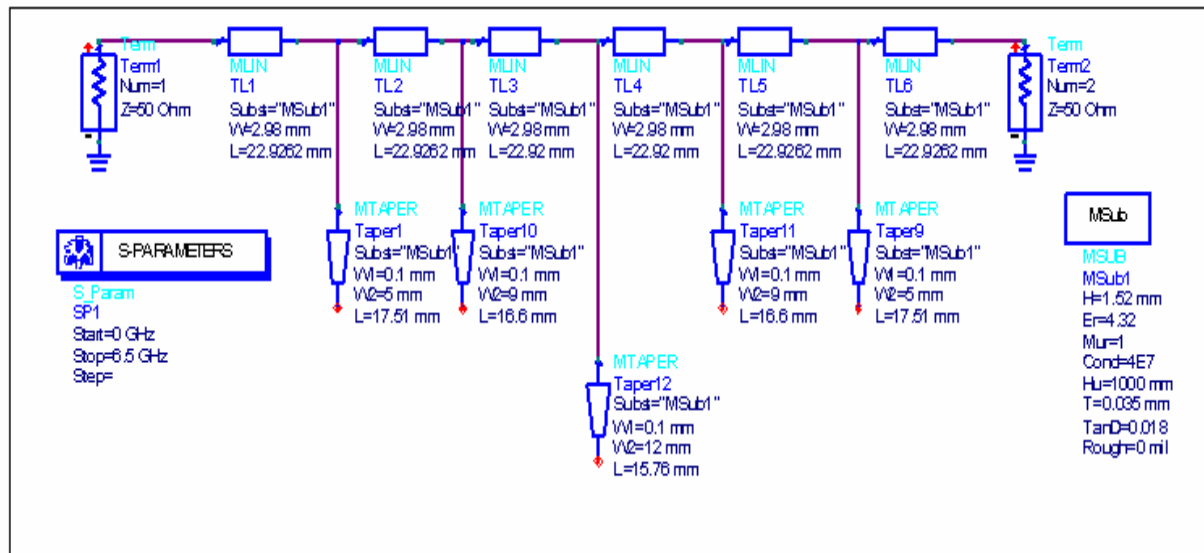 Term
Term1
Num=1
Z=50 Ohm
MLIN
TL1
Subst="MSub1"
W=2.98 mm
L=22.9262 mm
MLIN
TL2
Subst="MSub1"
W=2.98 mm
L=22.9262 mm
MLIN
TL3
Subst="MSub1"
W=2.98 mm
L=22.92 mm
MLIN
TL4
Subst="MSub1"
W=2.98 mm
L=22.92 mm
MLIN
TL5
Subst="MSub1"
W=2.98 mm
L=22.9262 mm
MLIN
TL6
Subst="MSub1"
W=2.98 mm
L=22.9262 mm
Term
Term2
Num=2
Z=50 Ohm
MTAPER
Taper1
Subst="MSub1"
W1=0.1 mm
W2=5 mm
L=17.51 mm
MTAPER
Taper10
Subst="MSub1"
W1=0.1 mm
W2=9 mm
L=16.6 mm
MTAPER
Taper11
Subst="MSub1"
W1=0.1 mm
W2=9 mm
L=16.6 mm
MTAPER
Taper9
Subst="MSub1"
W1=0.1 mm
W2=5 mm
L=17.51 mm
MTAPER
Taper12
Subst="MSub1"
W1=0.1 mm
W2=12 mm
L=15.76 mm
S-PARAMETERS
S_Param
SP1
Start=0 GHz
Stop=6.5 GHz
Step=
MSub
MSUB
MSub1
H=1.52 mm
Er=4.32
Mur=1
Cond=4E7
Hu=1000 mm
T=0.035 mm
TanD=0.018
Rough=0 mil